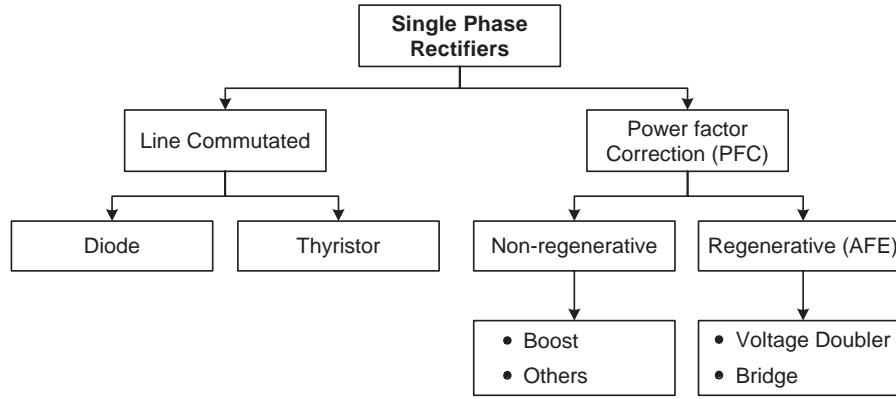 Single Phase
Rectifiers
Line Commutated
Power factor
Correction (PFC)
Diode
Thyristor
Non-regenerative
Regenerative (AFE)
• Boost
• Others
• Voltage Doubler
• Bridge